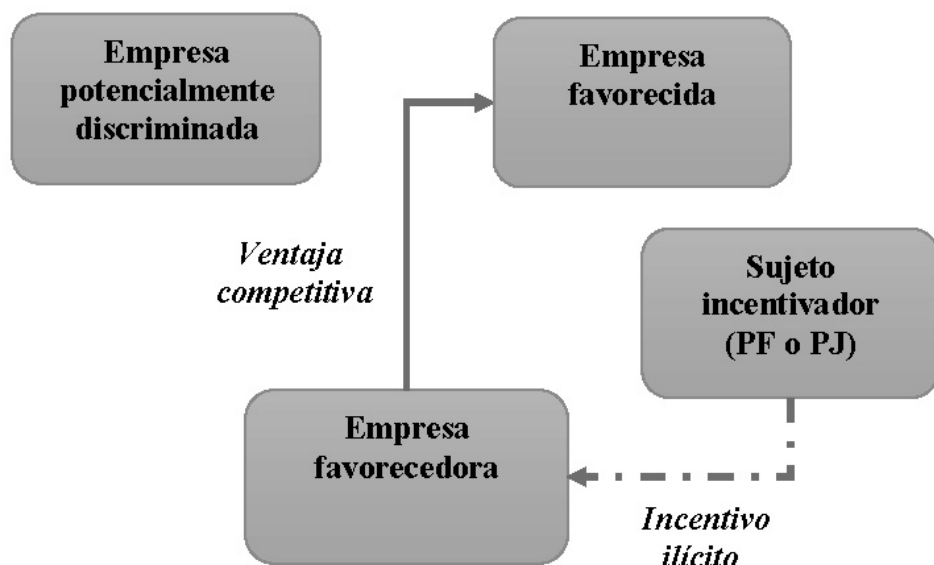 Empresa
potencialmente
discriminada
Empresa
favorecida
Ventaja
competitiva
Sujeto
incentivador
(PF o PJ)
Empresa
favorecedora
Incentivo
ilícito